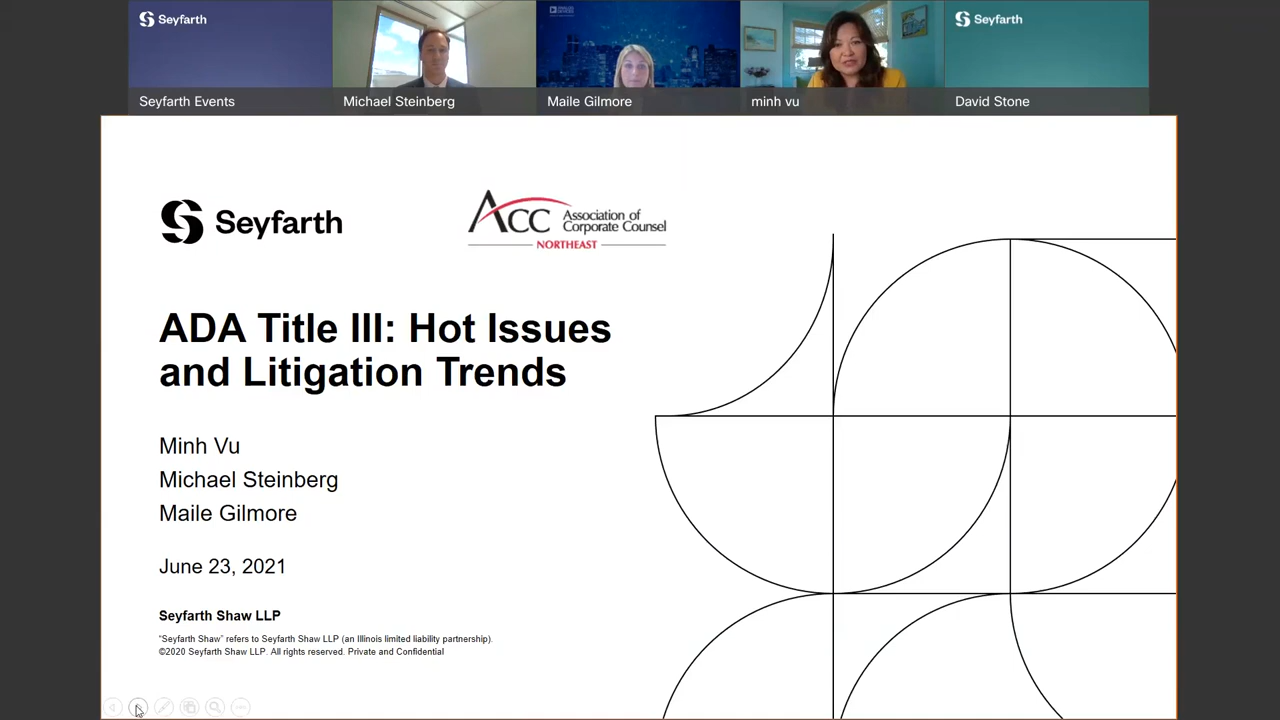 Seyfarth
Seyfarth
Seyfarth Events
Michael Steinberg
Maile Gilmore
minh vu
David Stone
Seyfarth
ACC Association of
Corporate Counsel
NORTHEAST
ADA Title III: Hot Issues
and Litigation Trends
Minh Vu
Michael Steinberg
Maile Gilmore
June 23, 2021
Seyfarth Shaw LLP
“Seyfarth Shaw” refers to Seyfarth Shaw LLP (an Illinois limited liability partnership).
©2020 Seyfarth Shaw LLP. All rights reserved. Private and Confidential